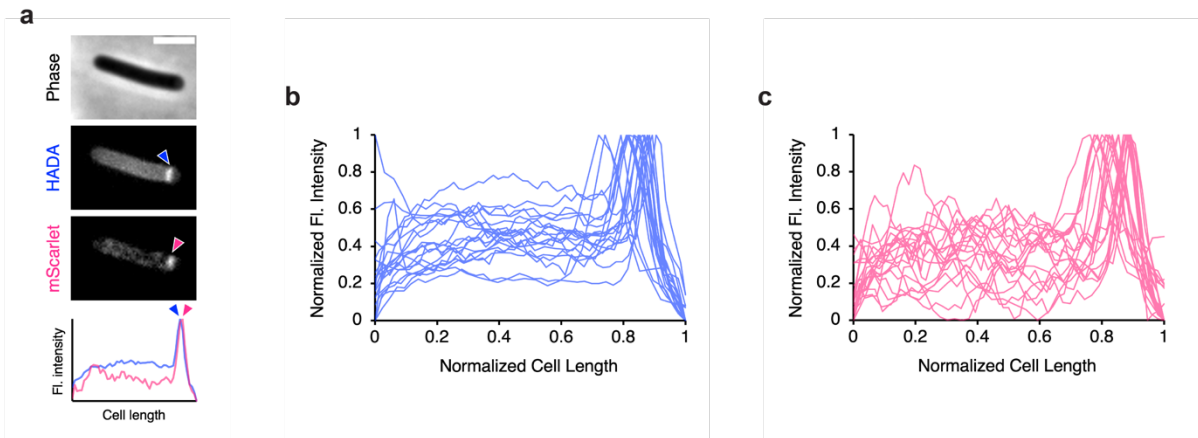 a
Phase
HADA
mScarlet
Fl. intensity
Cell length
b
Normalized Fl. Intensity
1
0.8
0.6
0.4
0.2
0
0 0.2 0.4 0.6 0.8 1
Normalized Cell Length
c
Normalized Fl. Intensity
1
0.8
0.6
0.4
0.2
0
0 0.2 0.4 0.6 0.8 1
Normalized Cell Length